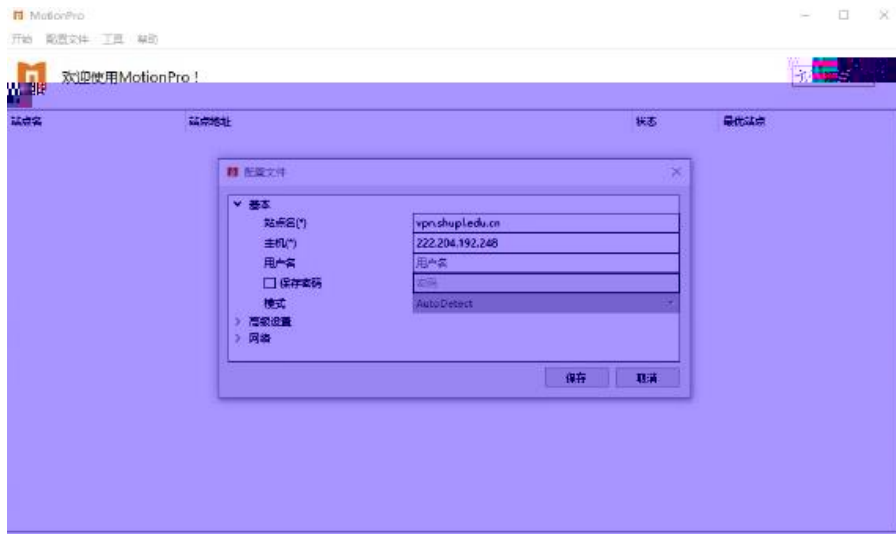 MotionPro
开始 配置文件 工具 帮助
欢迎使用MotionPro！
站点名 站点地址 状态 最优站点
配置文件
基本
站点名(*) vpn.shupl.edu.cn
主机(*) 222.204.192.248
用户名 用户名
保存密码 密码
模式 AutoDetect
高级设置
网络
保存 取消